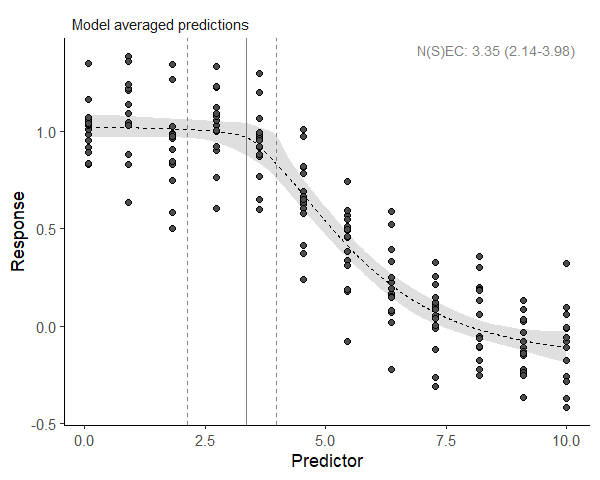 Model averaged predictions
N(S)EC: 3.35 (2.14-3.98)
Response
1.0
0.5
0.0
-0.5
0.0 2.5 5.0 7.5 10.0
Predictor